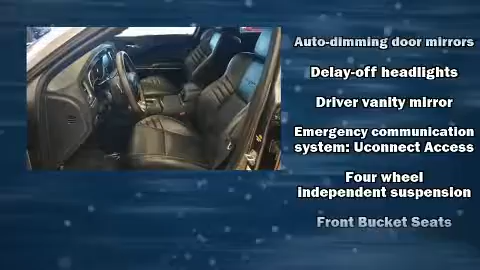 Auto-dimming door mirrors
Delay-off headlights
Driver vanity mirror
Emergency communication
system: Uconnect Access
Four wheel
independent suspension
Front Bucket Seats